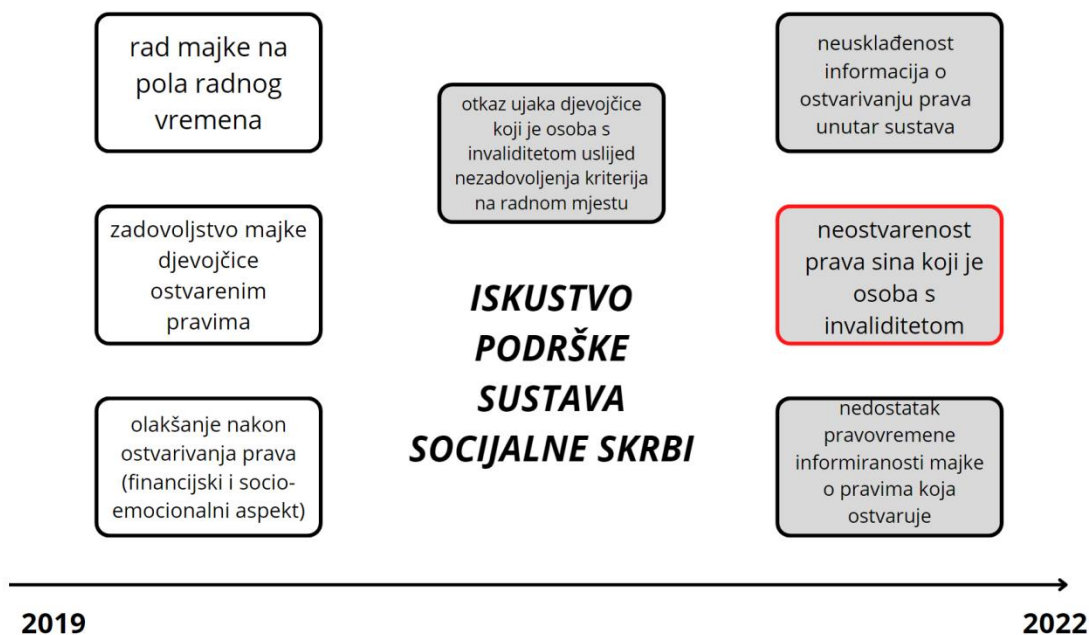 rad majke na
pola radnog
vremena
zadovoljstvo majke
djevojčice
ostvarenim
pravima
olakšanje nakon
ostvarivanja prava
(financijski i socio-
emocionalni aspekt)
otkaz ujaka djevojčice
koji je osoba s
invaliditetom uslijed
nezadovoljenja kriterija
na radnom mjestu
ISKUSTVO
PODRŠKE
SUSTAVA
SOCIJALNE SKRBI
neusklađenost
informacija o
ostvarivanju prava
unutar sustava
neostvarenost
prava sina koji je
osoba s
invaliditetom
nedostatak
pravovremene
informiranosti majke
o pravima koja
ostvaruje
2019
2022